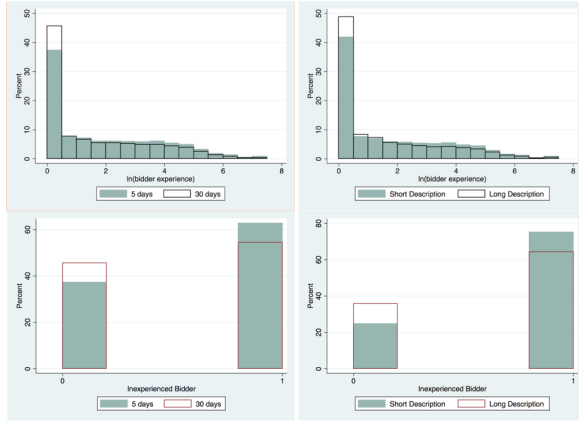 50
40
30
20
10
0
Percent
0 2 4 6 8
ln(bidder experience)
5 days 30 days
50
40
30
20
10
0
Percent
0 2 4 6 8
ln(bidder experience)
Short Description Long Description
60
40
20
0
Percent
0 1
Inexperienced Bidder
5 days 30 days
80
60
40
20
0
Percent
0 1
Inexperienced Bidder
Short Description Long Description